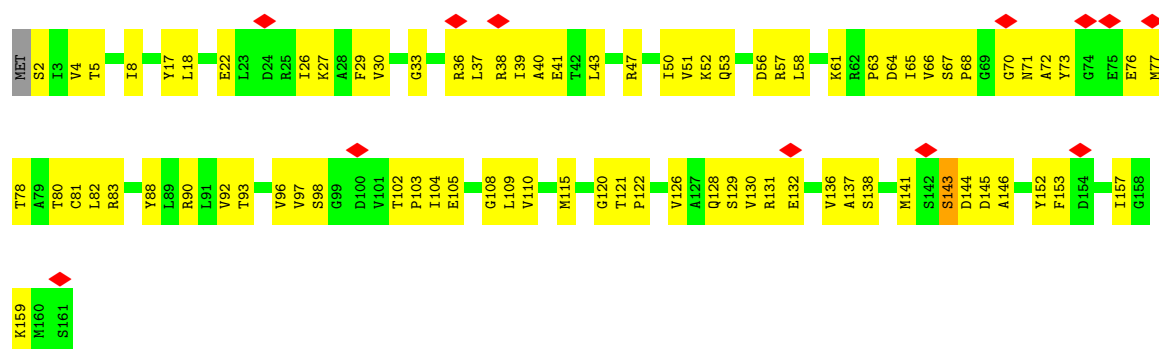 MET S2 I3 V4 T5 I8 Y17 L18 E22 L23 D24 R25 I26 K27 A28 F29 V30 G33 R36 L37 R38 I39 A40 E41 T42 L43 R47 I50 V51 K52 Q53 D56 R57 L58 K61 R62 P63 D64 I65 V66 S67 P68 G69 G70 N71 A72 Y73 G74 E75 E76 M77
T78 A79 T80 C81 L82 R83 Y88 L89 R90 L91 V92 T93 V96 V97 S98 G99 D100 V101 T102 P103 I104 E105 G108 L109 V110 M115 G120 T121 P122 V126 A127 Q128 S129 V130 R131 E132 V136 A137 S138 M141 S142 S143 D144 D145 A146 Y152 F153 D154 I157 G158
K159 M160 S161